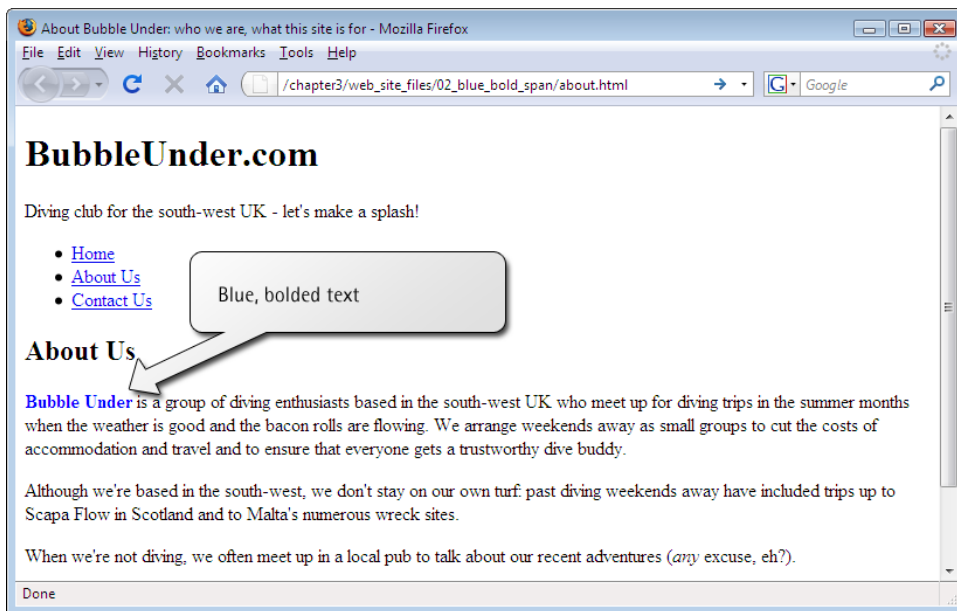 About Bubble Under: who we are, what this site is for - Mozilla Firefox
File Edit View History Bookmarks Tools Help
/chapter3/web_site_files/02_blue_bold_span/about.html
G Google
BubbleUnder.com
Diving club for the south-west UK - let's make a splash!
Home
About Us
Contact Us
Blue, bolded text
About Us
Bubble Under is a group of diving enthusiasts based in the south-west UK who meet up for diving trips in the summer months
when the weather is good and the bacon rolls are flowing. We arrange weekends away as small groups to cut the costs of
accommodation and travel and to ensure that everyone gets a trustworthy dive buddy.
Although we're based in the south-west, we don't stay on our own turf: past diving weekends away have included trips up to
Scapa Flow in Scotland and to Malta's numerous wreck sites.
When we're not diving, we often meet up in a local pub to talk about our recent adventures (any excuse, eh?).
Done